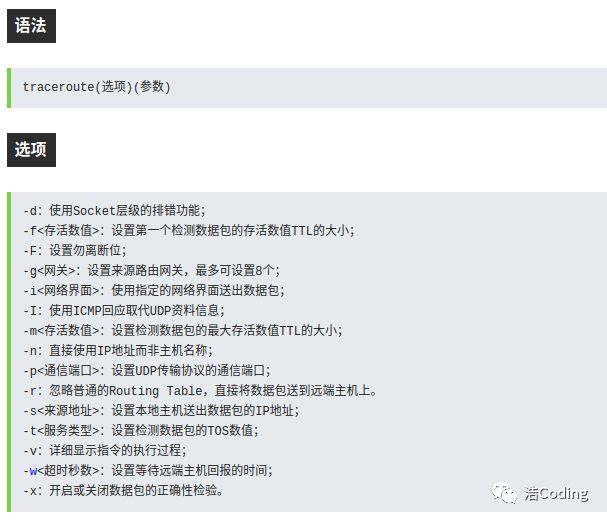 语法
traceroute(选项)(参数)
选项
-d：使用Socket层级的排错功能；
-f<存活数值>：设置第一个检测数据包的存活数值TTL的大小；
-F：设置勿离断位；
-g<网关>：设置来源路由网关，最多可设置8个；
-i<网络界面>：使用指定的网络界面送出数据包；
-I：使用ICMP回应取代UDP资料信息；
-m<存活数值>：设置检测数据包的最大存活数值TTL的大小；
-n：直接使用IP地址而非主机名称；
-p<通信端口>：设置UDP传输协议的通信端口；
-r：忽略普通的Routing Table，直接将数据包送到远端主机上。
-s<来源地址>：设置本地主机送出数据包的IP地址；
-t<服务类型>：设置检测数据包的TOS数值；
-v：详细显示指令的执行过程；
-w<超时秒数>：设置等待远端主机回报的时间；
-x：开启或关闭数据包的正确性检验。
浩Coding